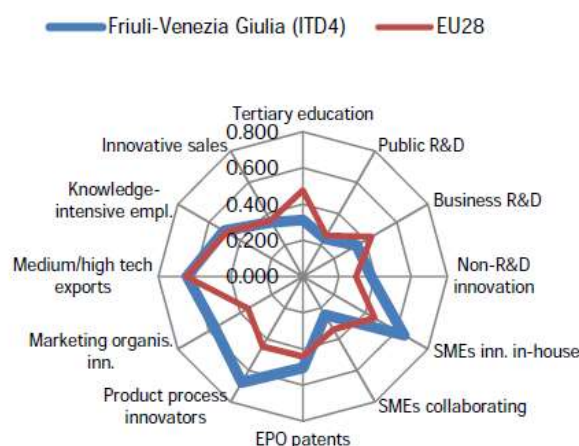 Friuli-Venezia Giulia (ITD4) EU28
Tertiary education
0.800
0.600
0.400
0.200
0.000
Public R&D
Business R&D
Non-R&D
innovation
SMEs inn. in-house
SMEs collaborating
EPO patents
Product process
innovators
Marketing organis.
inn.
Medium/high tech
exports
Knowledge-
intensive empl.
Innovative sales